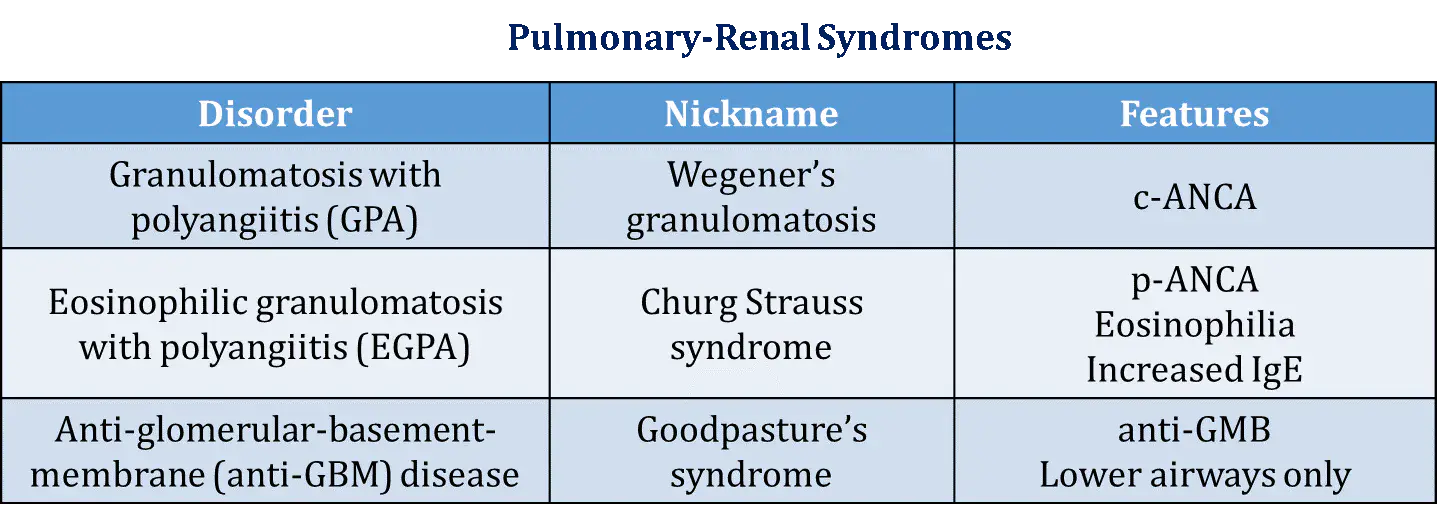 Pulmonary-Renal Syndromes
Disorder
Nickname
Features
Granulomatosis with
polyangiitis (GPA)
Wegener’s
granulomatosis
c-ANCA
Eosinophilic granulomatosis
with polyangiitis (EGPA)
Churg Strauss
syndrome
p-ANCA
Eosinophilia
Increased IgE
Anti-glomerular-basement-
membrane (anti-GBM) disease
Goodpasture’s
syndrome
anti-GMB
Lower airways only